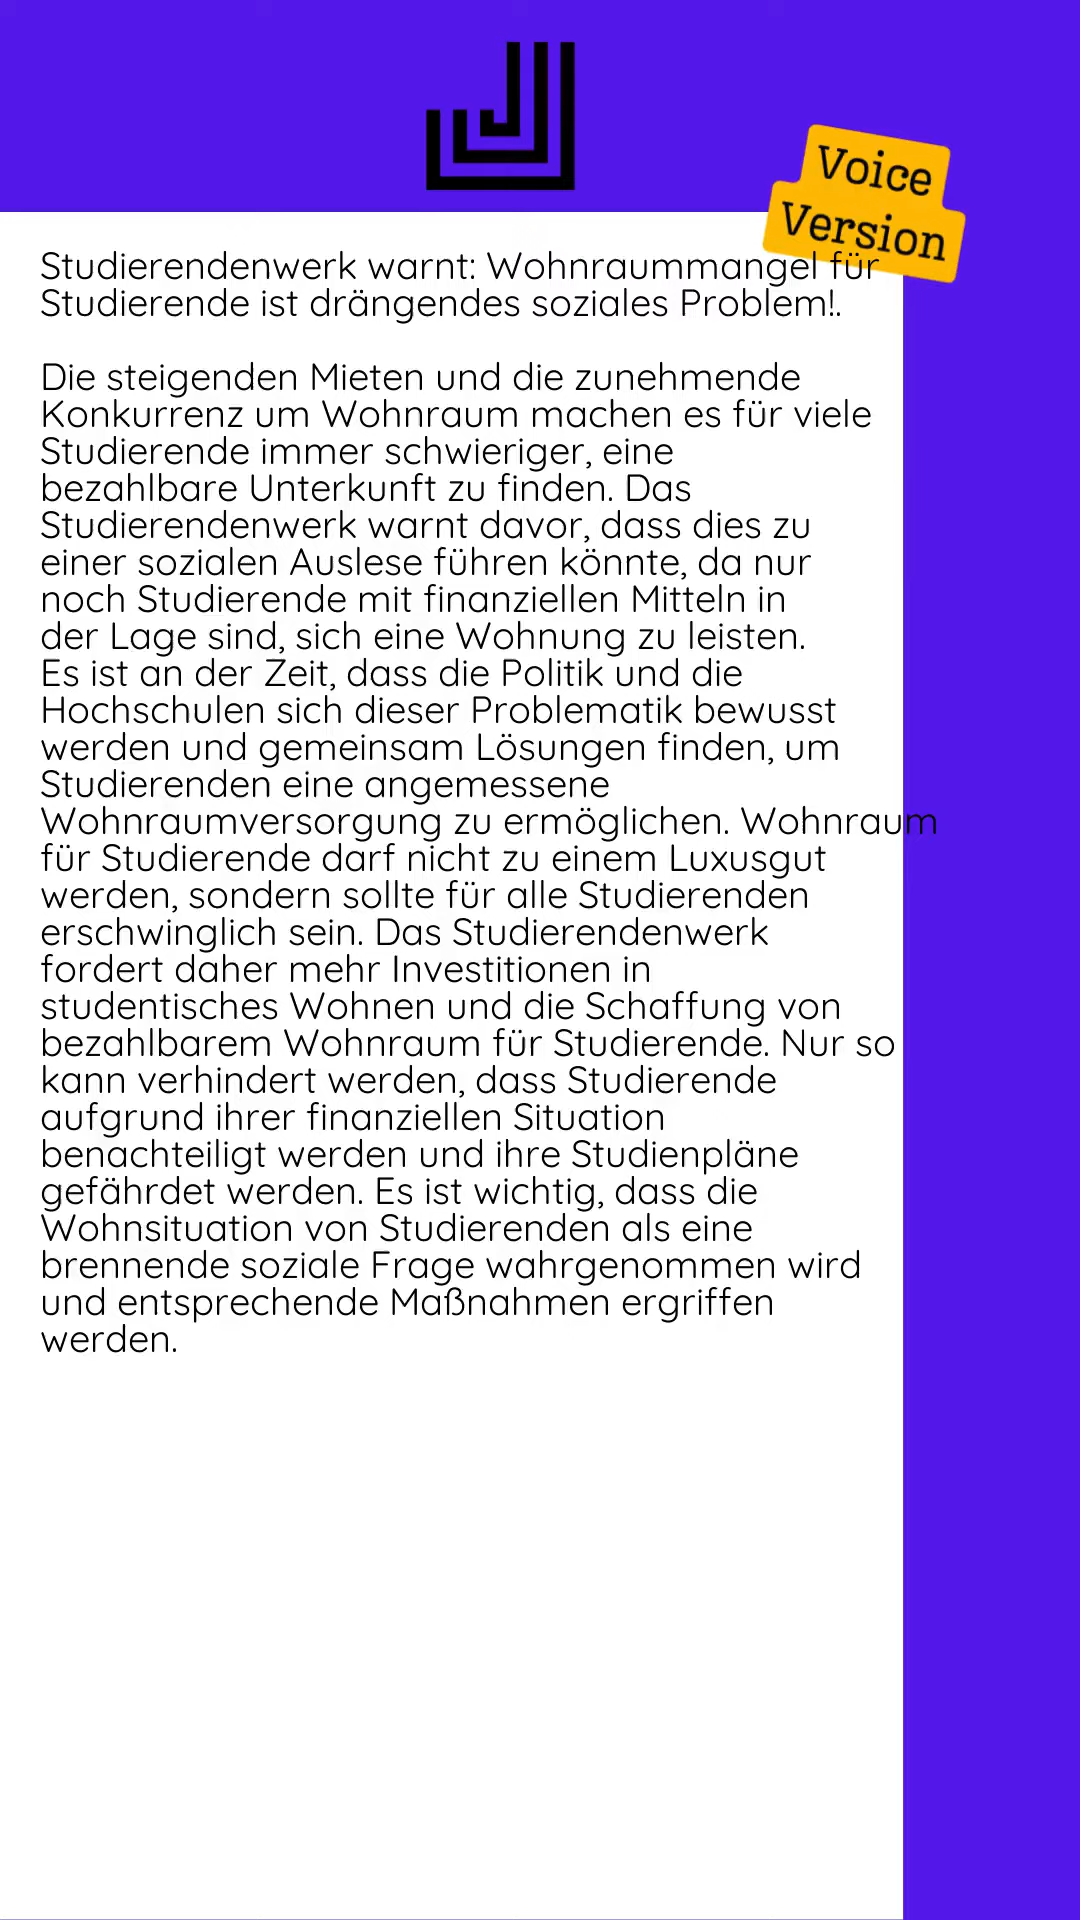 Voice
Version
Studierendenwerk warnt: Wohnraummangel für
Studierende ist drängendes soziales Problem!.
Die steigenden Mieten und die zunehmende
Konkurrenz um Wohnraum machen es für viele
Studierende immer schwieriger, eine
bezahlbare Unterkunft zu finden. Das
Studierendenwerk warnt davor, dass dies zu
einer sozialen Auslese führen könnte, da nur
noch Studierende mit finanziellen Mitteln in
der Lage sind, sich eine Wohnung zu leisten.
Es ist an der Zeit, dass die Politik und die
Hochschulen sich dieser Problematik bewusst
werden und gemeinsam Lösungen finden, um
Studierenden eine angemessene
Wohnraumversorgung zu ermöglichen. Wohnraum
für Studierende darf nicht zu einem Luxusgut
werden, sondern sollte für alle Studierenden
erschwinglich sein. Das Studierendenwerk
fordert daher mehr Investitionen in
studentisches Wohnen und die Schaffung von
bezahlbarem Wohnraum für Studierende. Nur so
kann verhindert werden, dass Studierende
aufgrund ihrer finanziellen Situation
benachteiligt werden und ihre Studienpläne
gefährdet werden. Es ist wichtig, dass die
Wohnsituation von Studierenden als eine
brennende soziale Frage wahrgenommen wird
und entsprechende Maßnahmen ergriffen
werden.